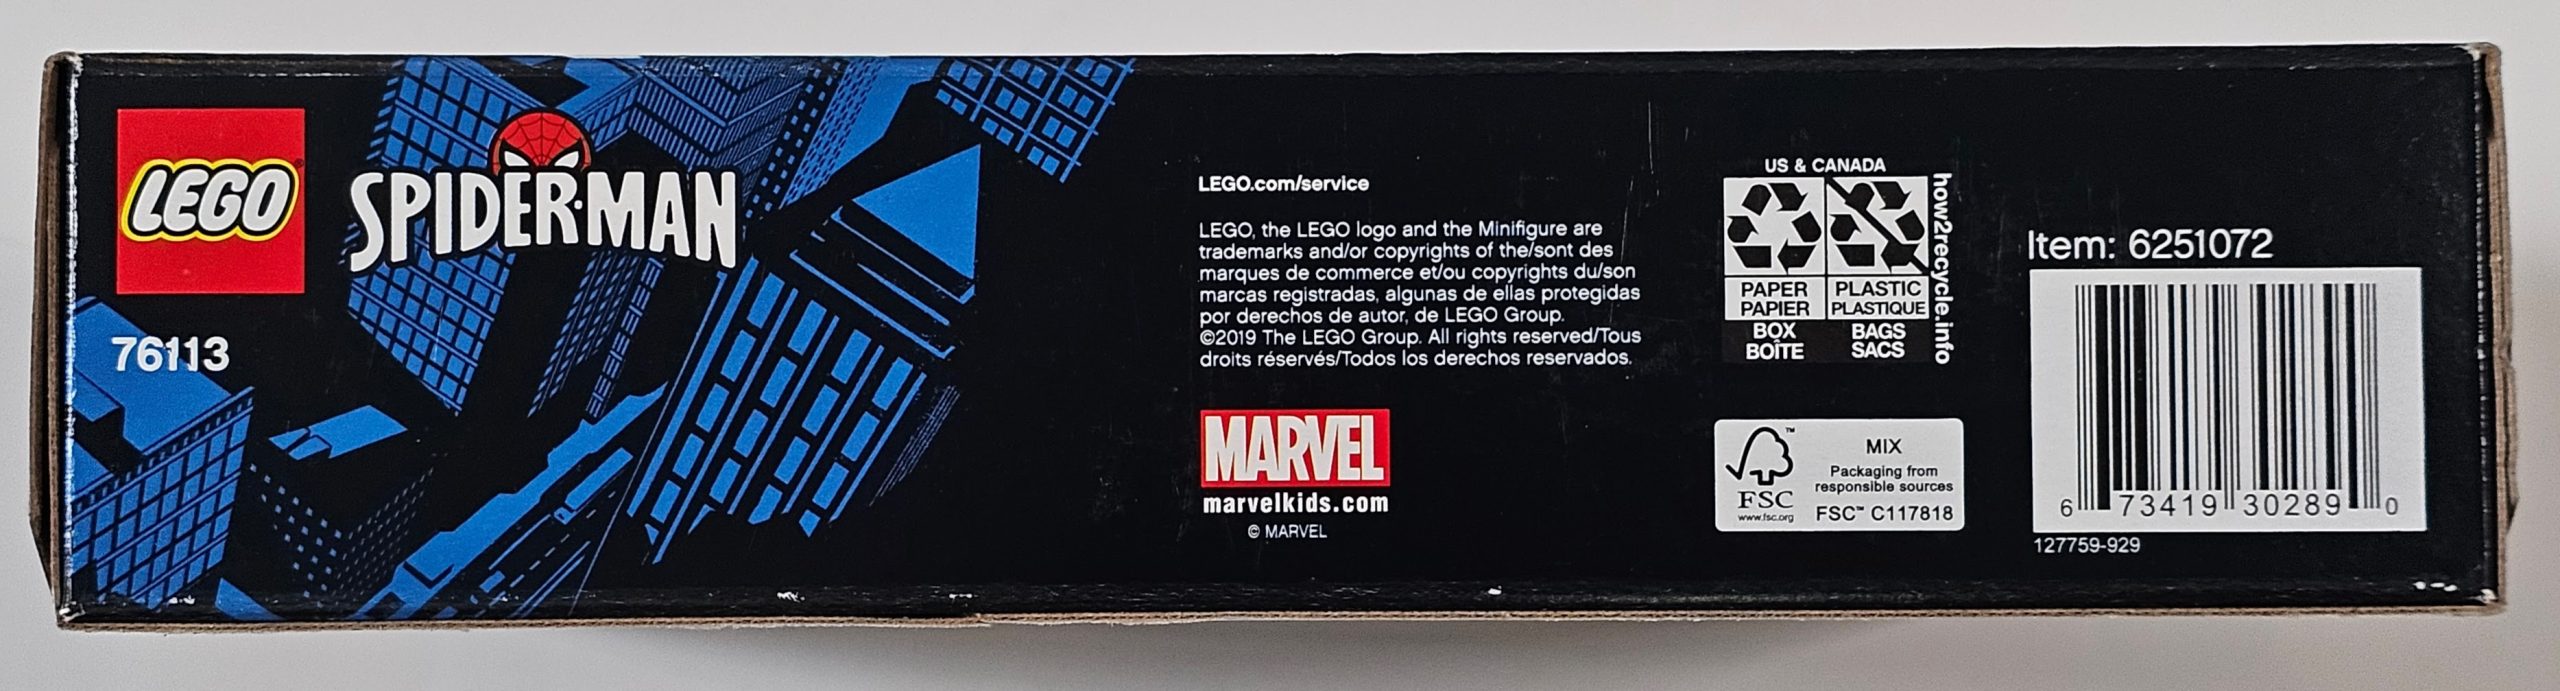 LEGO®
SPIDER-MAN
76113
LEGO.com/service
LEGO, the LEGO logo and the Minifigure are
trademarks and/or copyrights of the/sont des
marques de commerce et/ou copyrights du/son
marcas registradas, algunas de ellas protegidas
por derechos de autor, de LEGO Group.
©2019 The LEGO Group. All rights reserved/Tous
droits réservés/Todos los derechos reservados.
MARVEL
marvelkids.com
© MARVEL
US & CANADA
PAPER
PAPIER
BOX
BOÎTE
PLASTIC
PLASTIQUE
BAGS
SACS
how2recycle.info
FSC™
www.fsc.org
MIX
Packaging from
responsible sources
FSC™ C117818
Item: 6251072
6 73419 30289 0
127759-929